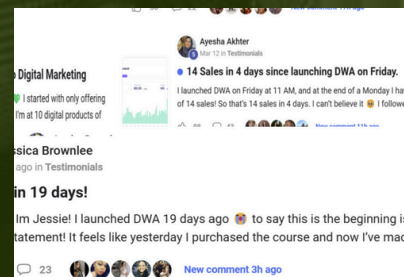 New comment 11h ago
Ayesha Akhter
Mar 12 in Testimonials
14 Sales in 4 days since launching DWA on Friday.
I launched DWA on Friday at 11 AM, and at the end of a Monday I ha
of 14 sales! So that's 14 sales in 4 days. I can't believe it 🤯 I followe
New comment 11h ago
Digital Marketing
💚 I started with only offering
I'm at 10 digital products of
ssica Brownlee
ago in Testimonials
in 19 days!
Im Jessie! I launched DWA 19 days ago 🤯 to say this is the beginning is
tatement! It feels like yesterday I purchased the course and now I've mad
23
New comment 3h ago